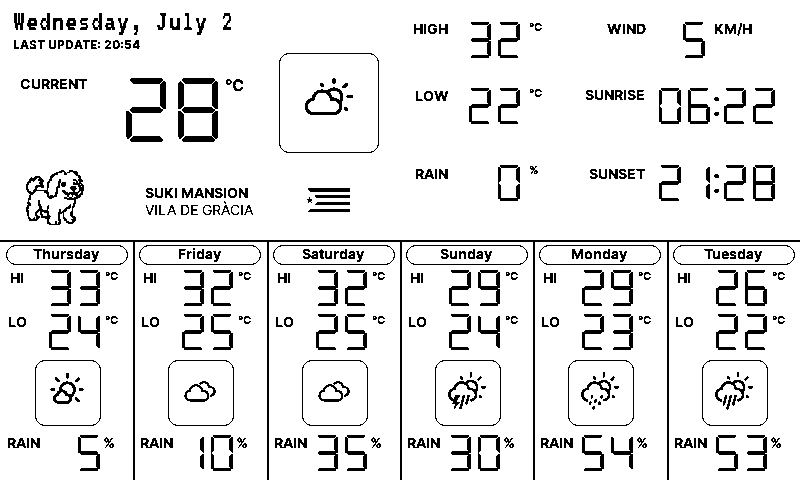 Wednesday, July 2
LAST UPDATE: 20:54
CURRENT 28 °C
SUKI MANSION
VILA DE GRÀCIA
HIGH 32 °C
LOW 22 °C
RAIN 0 %
WIND 5 KM/H
SUNRISE 06:22
SUNSET 21:28
Thursday
HI 33 °C
LO 24 °C
RAIN 5 %
Friday
HI 32 °C
LO 25 °C
RAIN 10 %
Saturday
HI 32 °C
LO 25 °C
RAIN 35 %
Sunday
HI 29 °C
LO 24 °C
RAIN 30 %
Monday
HI 29 °C
LO 23 °C
RAIN 54 %
Tuesday
HI 26 °C
LO 22 °C
RAIN 53 %